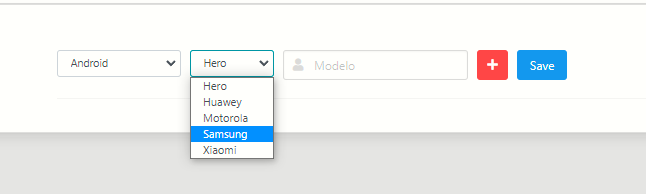 Android Hero Modelo + Save
Hero
Huawey
Motorola
Samsung
Xiaomi